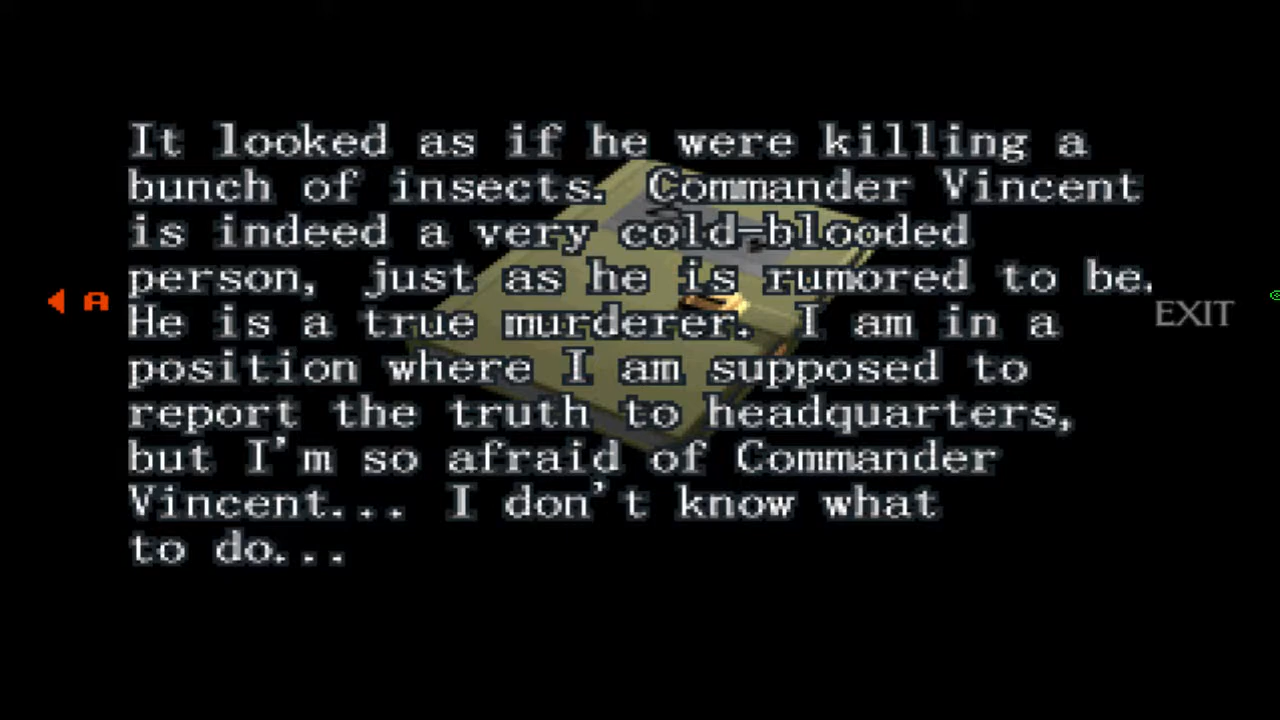 It looked as if he were killing a
bunch of insects. Commander Vincent
is indeed a very cold-blooded
person, just as he is rumored to be.
He is a true murderer. I am in a
position where I am supposed to
report the truth to headquarters,
but I'm so afraid of Commander
Vincent... I don't know what
to do...
A
EXIT